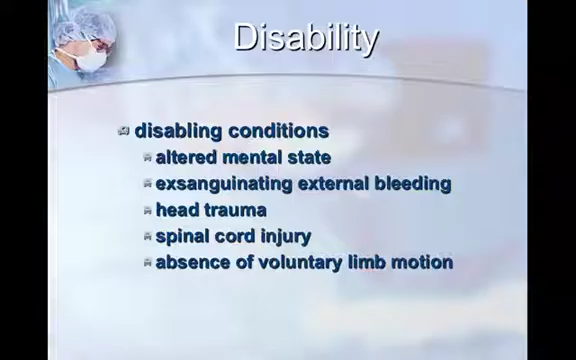 Disability
disabling conditions
altered mental state
exsanguinating external bleeding
head trauma
spinal cord injury
absence of voluntary limb motion